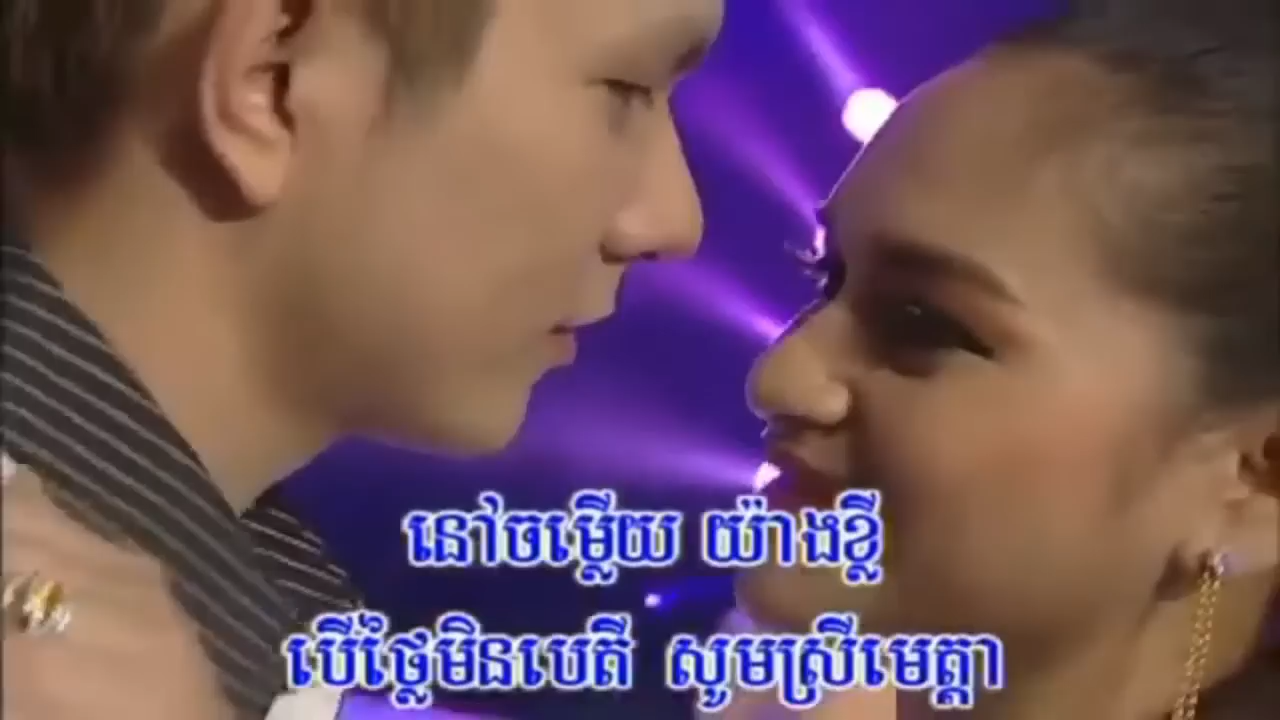 នៅចម្លើយ យ៉ាងខ្លី
បើថ្លៃមិនបេតី សូមស្រីមេត្តា